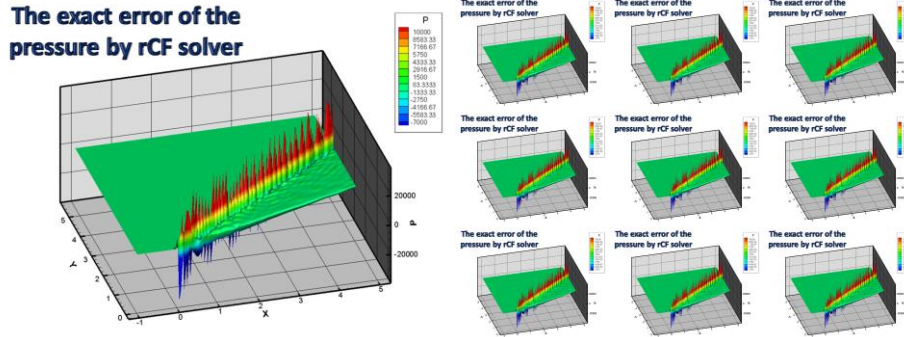 The exact error of the
pressure by rCF solver
P
10000
8583.33
7166.67
5750
4333.33
2916.67
1500
83.3333
-1333.33
-2750
-4166.67
-5583.33
-7000
20000
0
-20000
P
5
4
3
2
1
0
Y
-1
0
1
2
3
4
5
X
The exact error of the
pressure by rCF solver
The exact error of the
pressure by rCF solver
The exact error of the
pressure by rCF solver
The exact error of the
pressure by rCF solver
The exact error of the
pressure by rCF solver
The exact error of the
pressure by rCF solver
The exact error of the
pressure by rCF solver
The exact error of the
pressure by rCF solver
The exact error of the
pressure by rCF solver